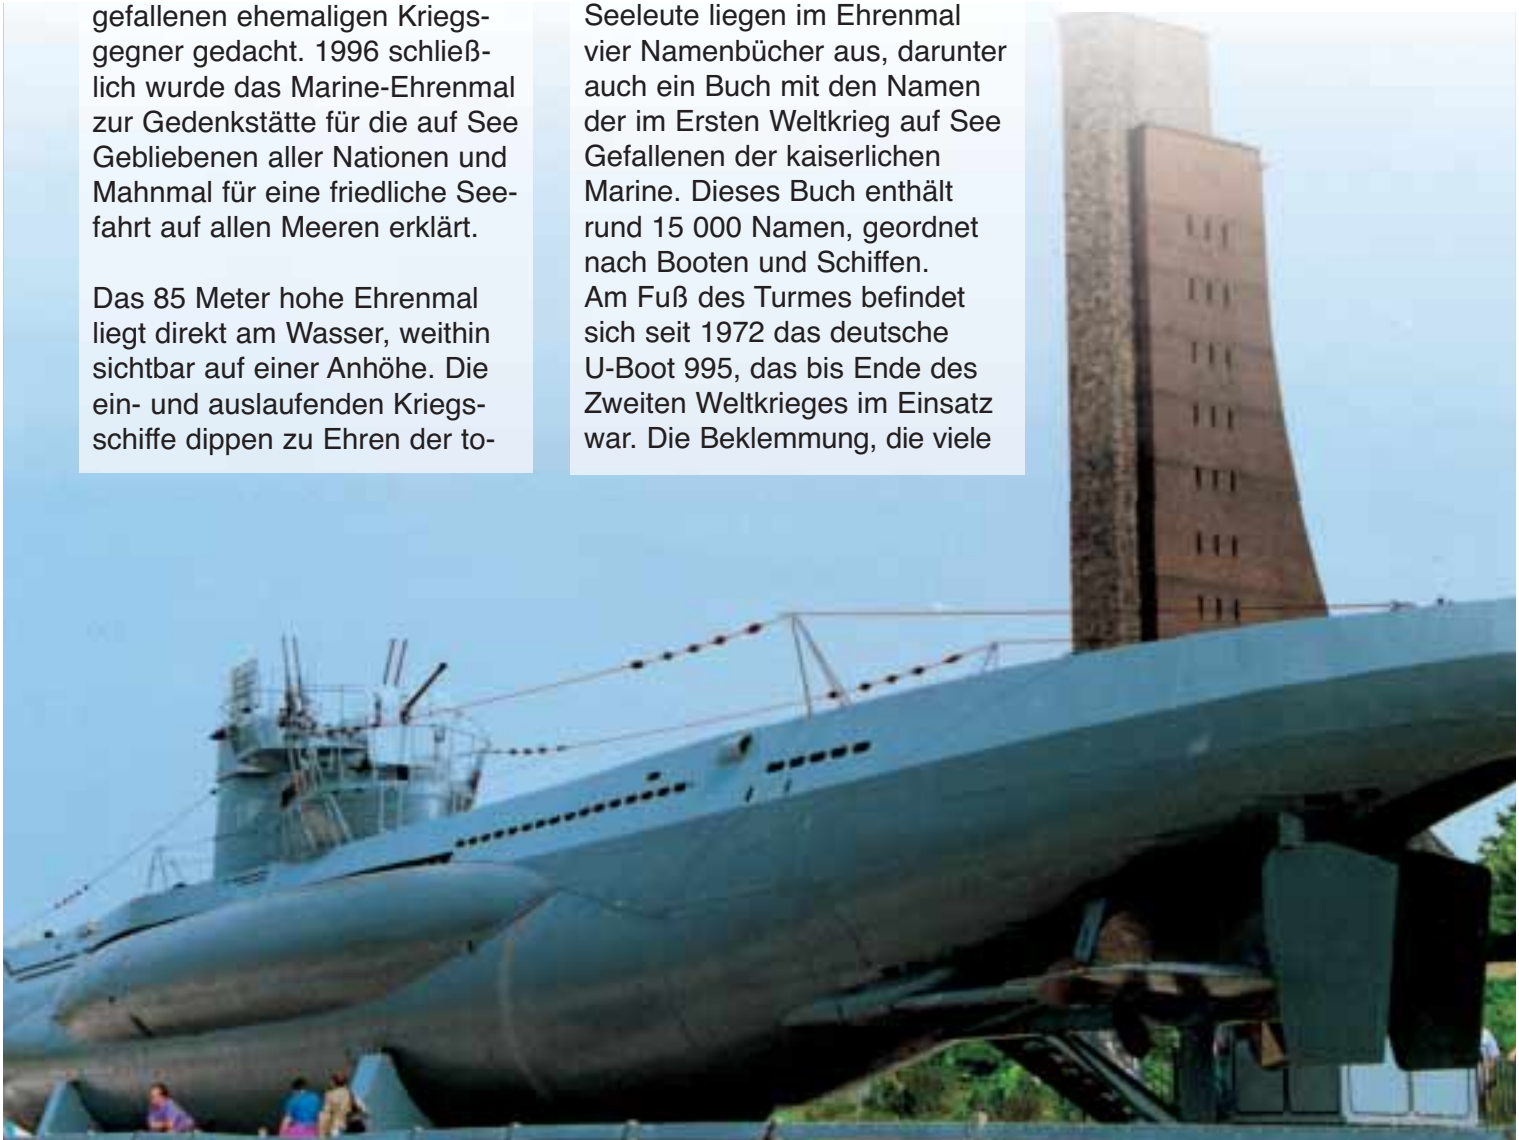 gefallenen ehemaligen Kriegs-
gegner gedacht. 1996 schließ-
lich wurde das Marine-Ehrenmal
zur Gedenkstätte für die auf See
Gebliebenen aller Nationen und
Mahnmal für eine friedliche See-
fahrt auf allen Meeren erklärt.

Das 85 Meter hohe Ehrenmal
liegt direkt am Wasser, weithin
sichtbar auf einer Anhöhe. Die
ein- und auslaufenden Kriegs-
schiffe dippen zu Ehren der to-

Seeleute liegen im Ehrenmal
vier Namenbücher aus, darunter
auch ein Buch mit den Namen
der im Ersten Weltkrieg auf See
Gefallenen der kaiserlichen
Marine. Dieses Buch enthält
rund 15 000 Namen, geordnet
nach Booten und Schiffen.
Am Fuß des Turmes befindet
sich seit 1972 das deutsche
U-Boot 995, das bis Ende des
Zweiten Weltkrieges im Einsatz
war. Die Beklemmung, die viele